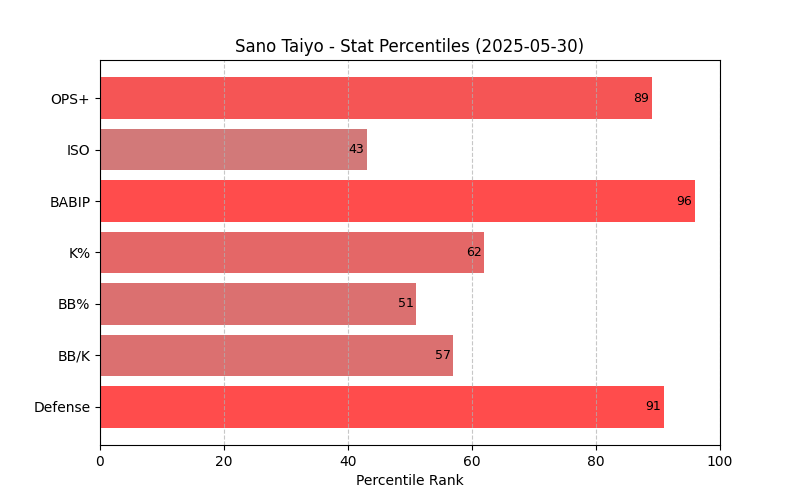 Sano Taiyo - Stat Percentiles (2025-05-30)
OPS+ 89
ISO 43
BABIP 96
K% 62
BB% 51
BB/K 57
Defense 91
0 20 40 60 80 100
Percentile Rank